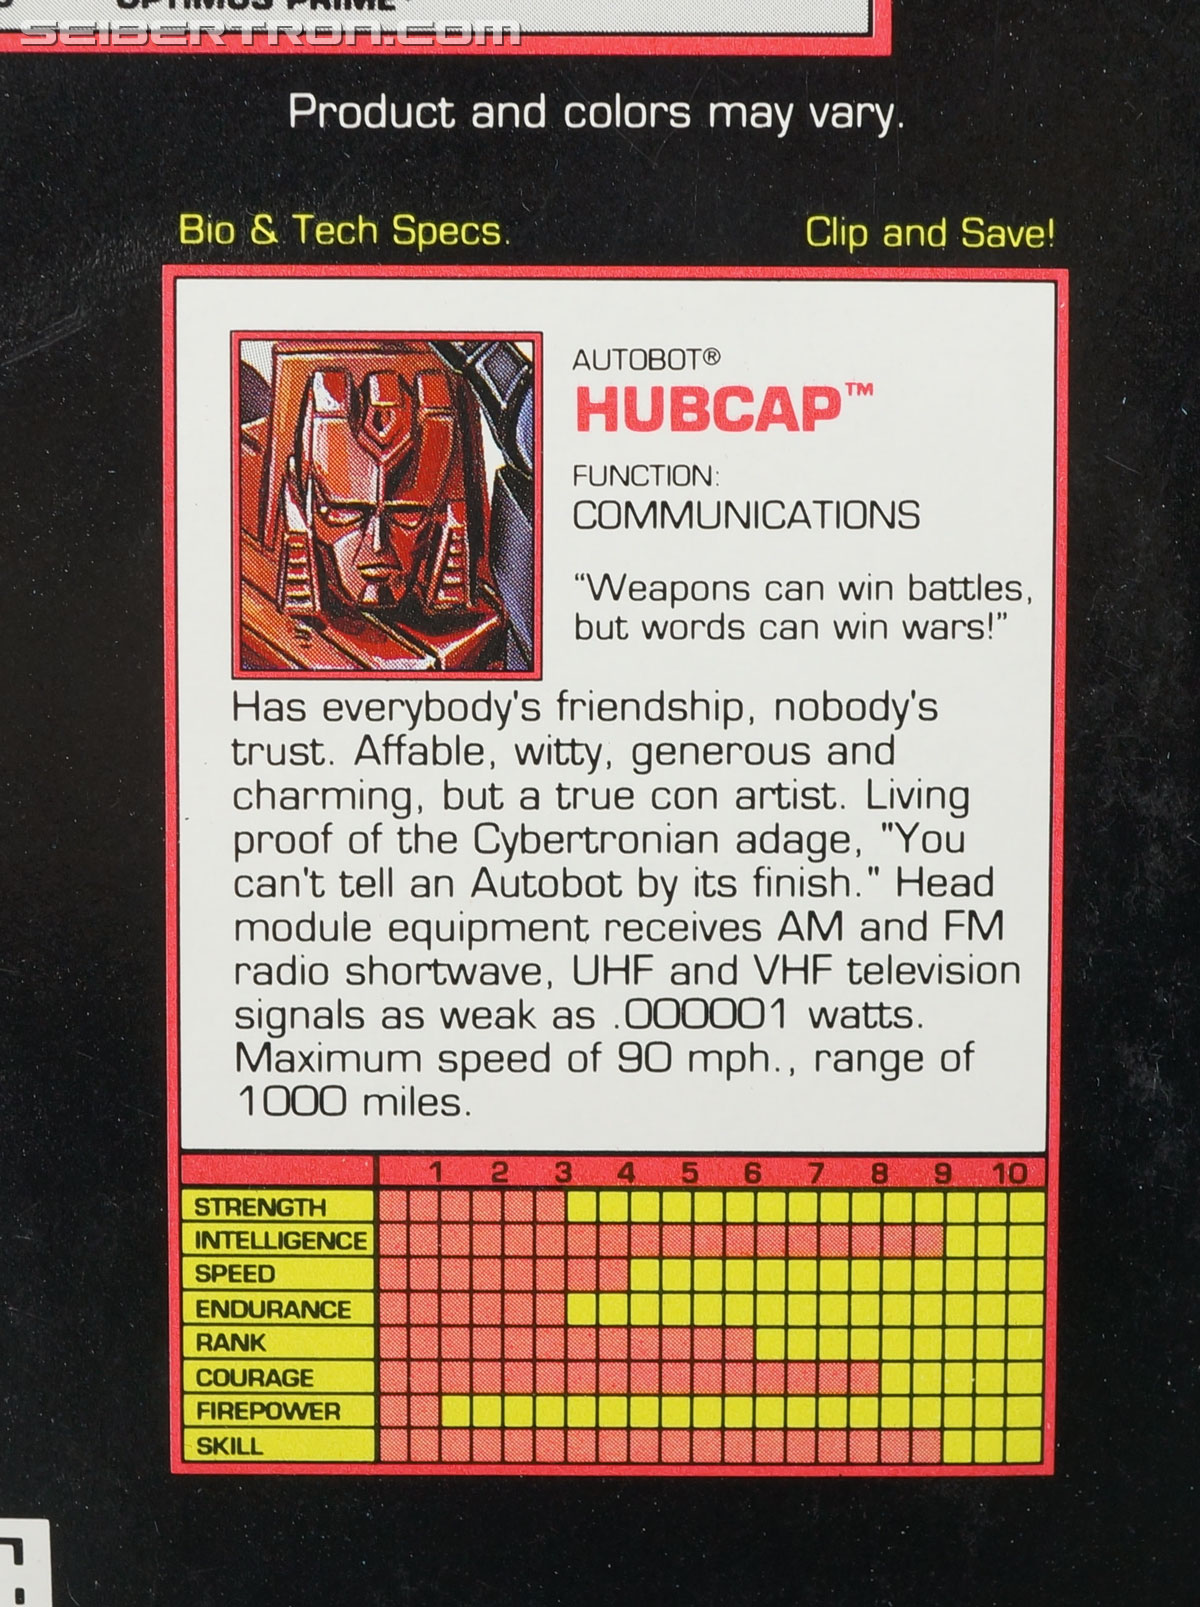 OPTIMUS PRIME
SEIBERTRON.COM
Product and colors may vary.
Bio & Tech Specs.
Clip and Save!
AUTOBOT®
HUBCAP™
FUNCTION:
COMMUNICATIONS
“Weapons can win battles,
but words can win wars!”
Has everybody's friendship, nobody's
trust. Affable, witty, generous and
charming, but a true con artist. Living
proof of the Cybertronian adage, "You
can't tell an Autobot by its finish." Head
module equipment receives AM and FM
radio shortwave, UHF and VHF television
signals as weak as .000001 watts.
Maximum speed of 90 mph., range of
1000 miles.
1 2 3 4 5 6 7 8 9 10
STRENGTH
INTELLIGENCE
SPEED
ENDURANCE
RANK
COURAGE
FIREPOWER
SKILL